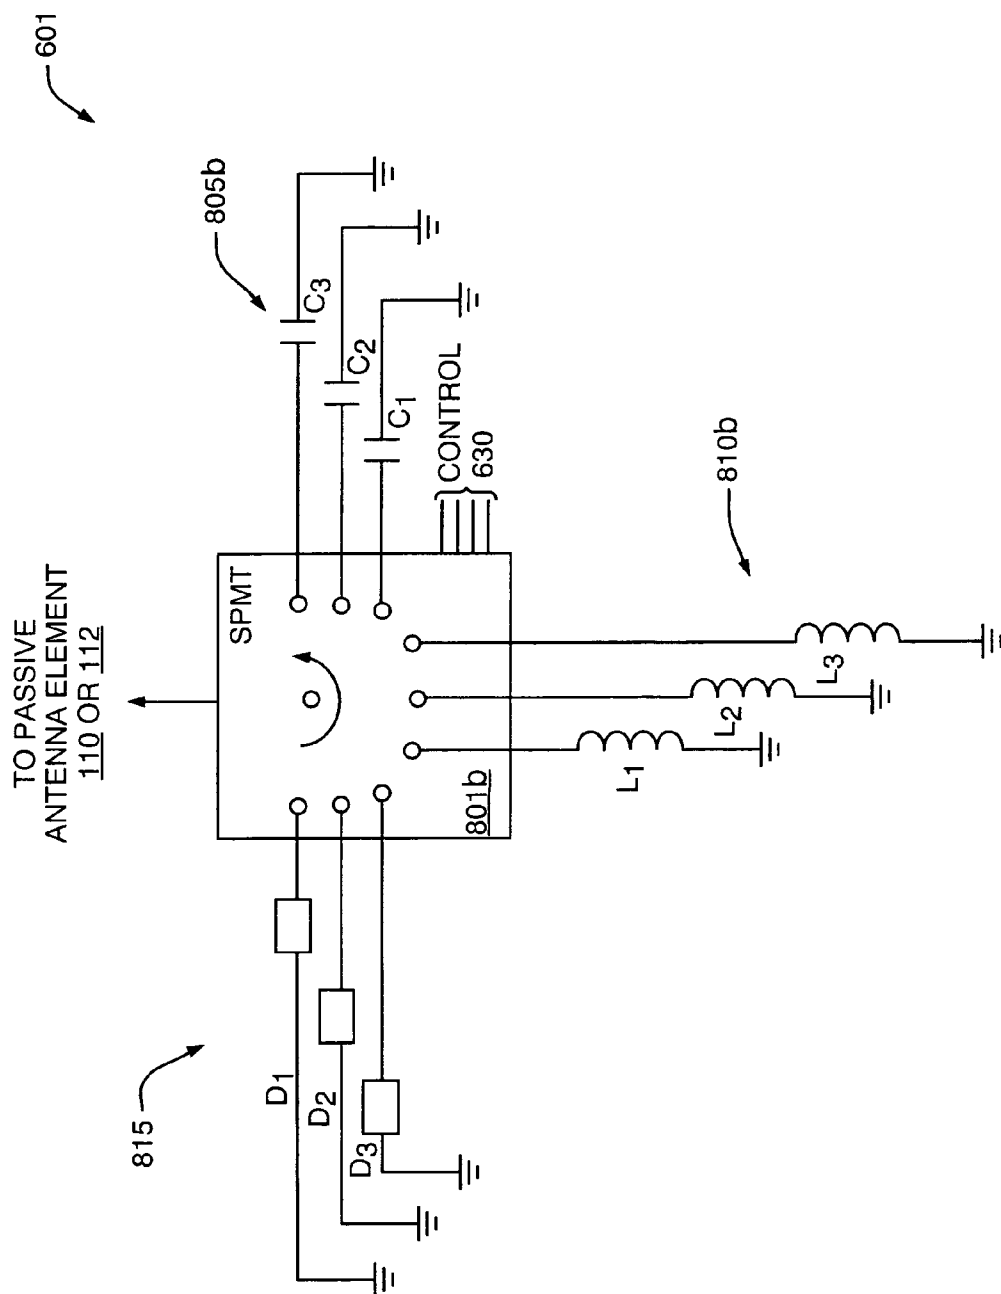 601
TO PASSIVE
ANTENNA ELEMENT
110 OR 112
805b
C3
C2
C1
SPMT
801b
CONTROL
630
815
D1
D2
D3
L1
L2
L3
810b